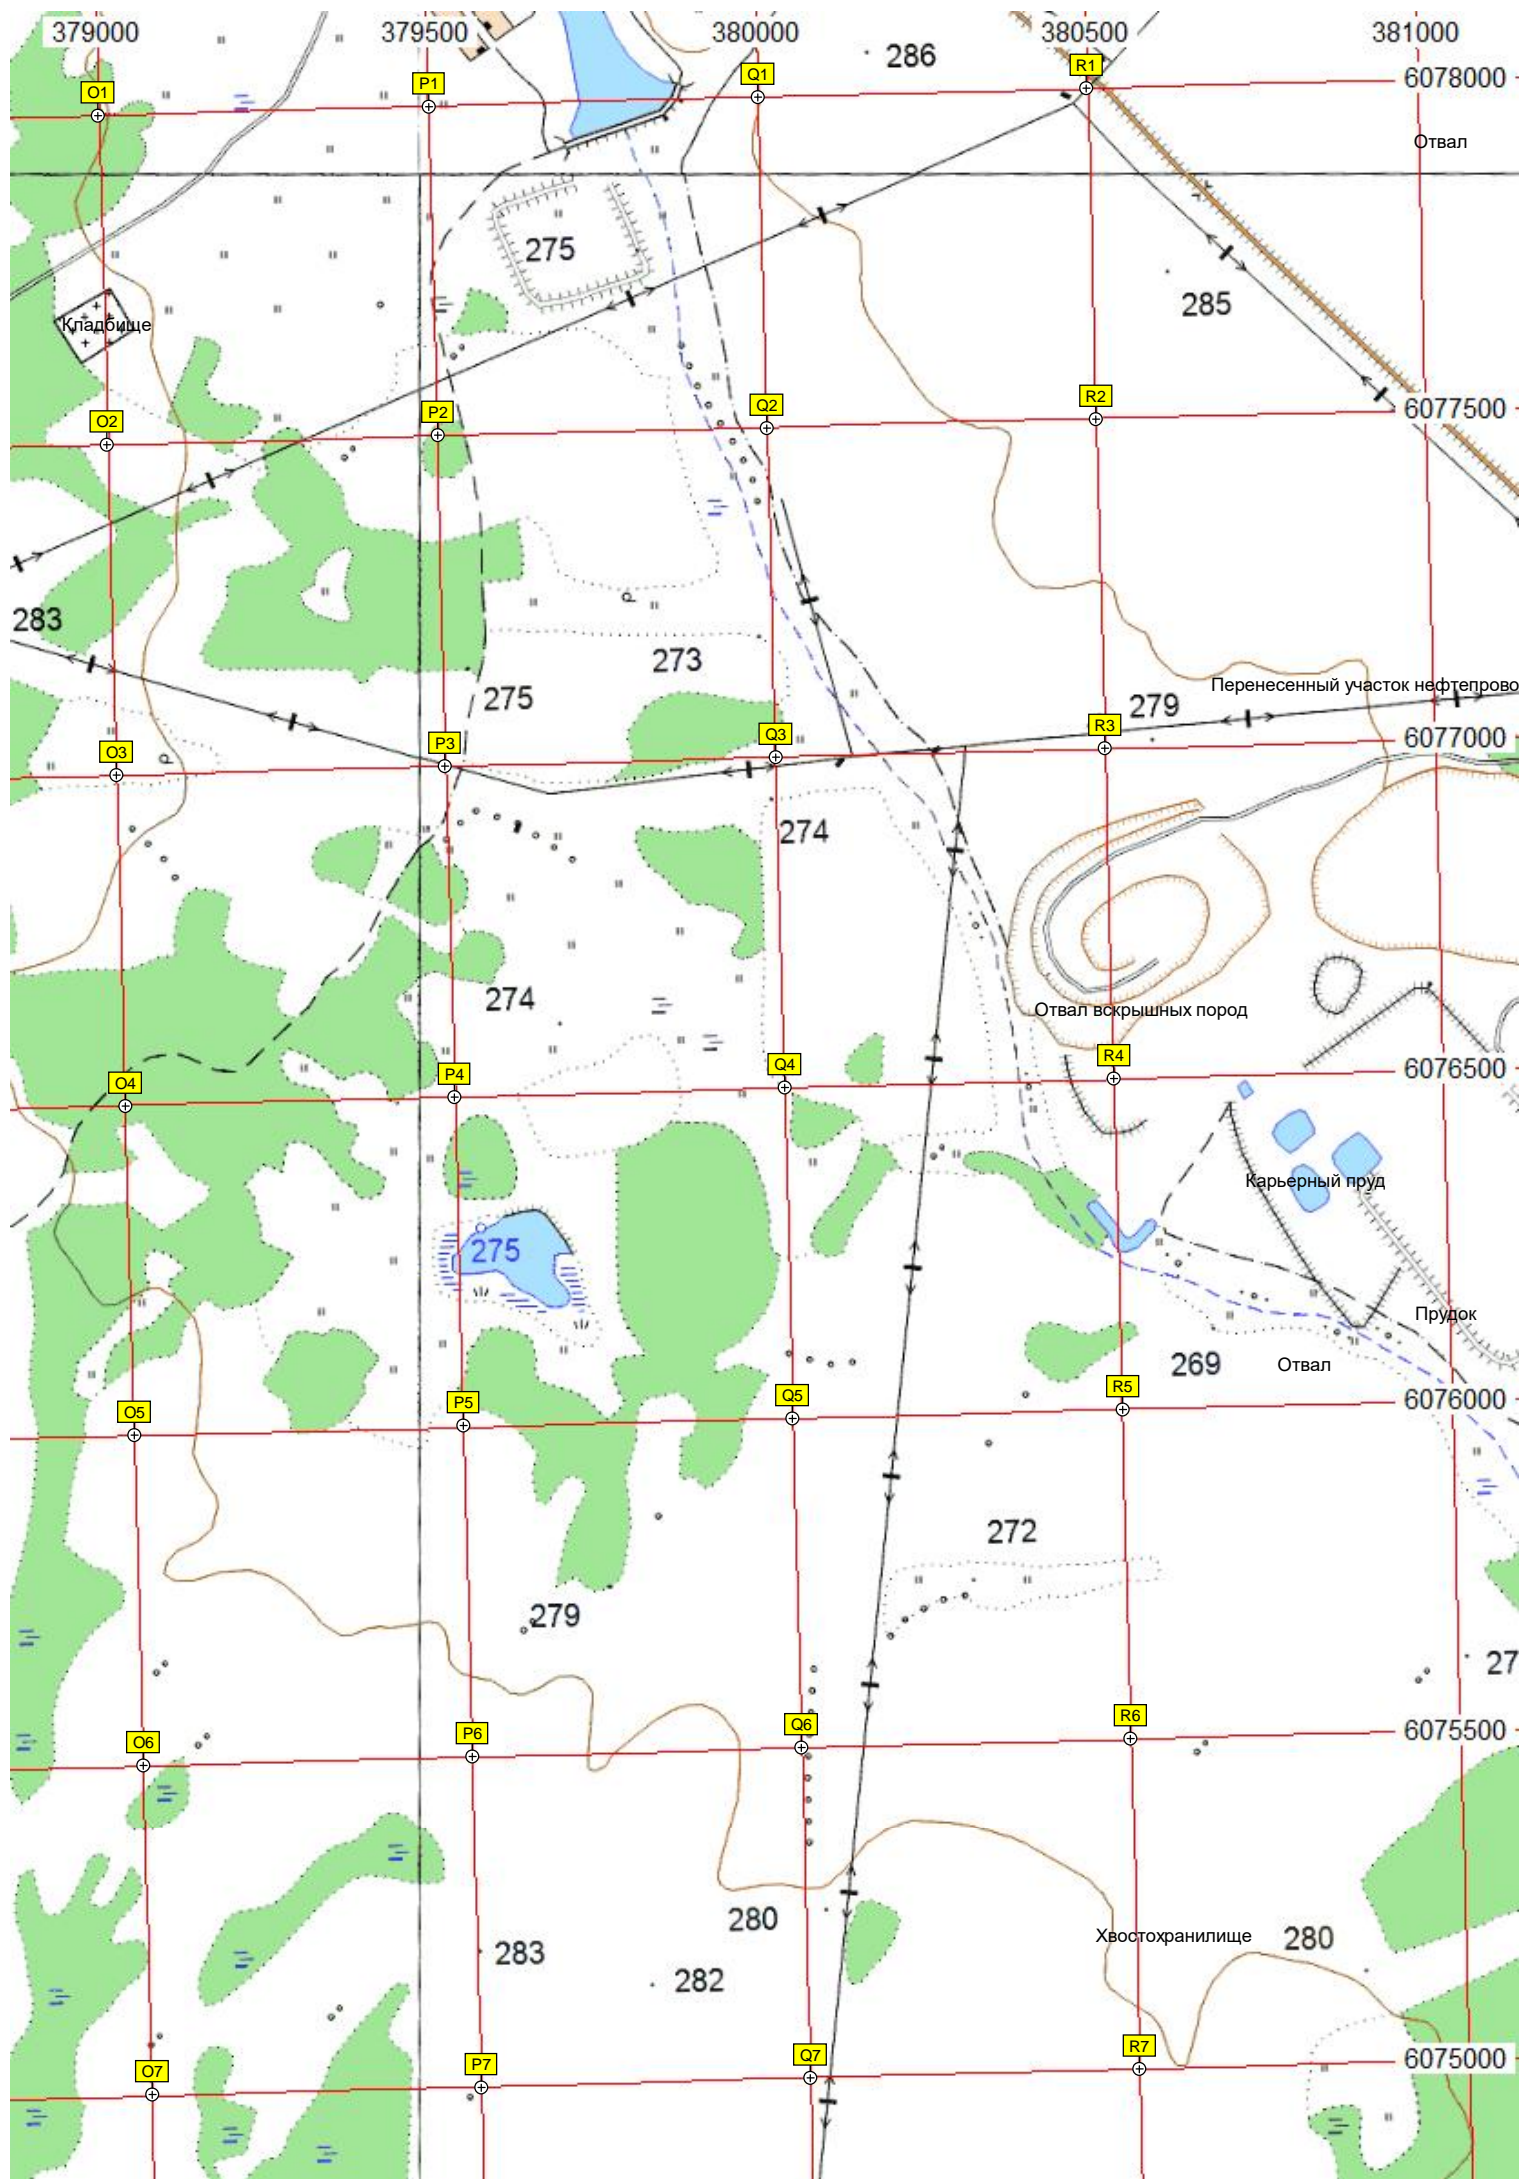 379000 379500 380000 380500 381000
286
6078000
O1 P1 Q1 R1
Отвал
275
285
Кладбище
O2 P2 Q2 R2
6077500
283
273
275
279
Перенесенный участок нефтепрово
6077000
O3 P3 Q3 R3
274
274
Отвал вскрышных пород
O4 P4 Q4 R4
6076500
Карьерный пруд
275
Прудок
269
Отвал
O5 P5 Q5 R5
6076000
272
279
27
O6 P6 Q6 R6
6075500
280
Хвостохранилище
280
283
282
O7 P7 Q7 R7
6075000